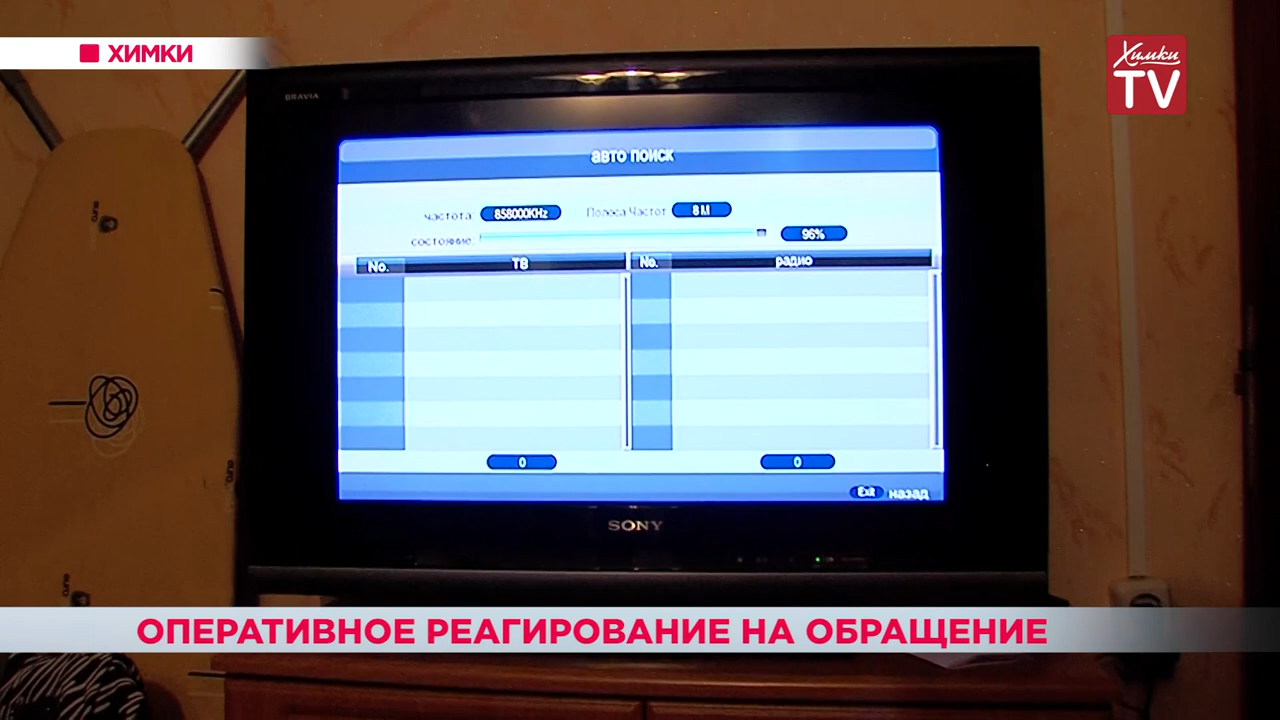 ХИМКИ
Химки
TV
BRAVIA
авто поиск
частота
858000KHz
Полоса Частот
8 M
состояние:
96%
No.
ТВ
No.
радио
0
0
Exit назад
SONY
ОПЕРАТИВНОЕ РЕАГИРОВАНИЕ НА ОБРАЩЕНИЕ